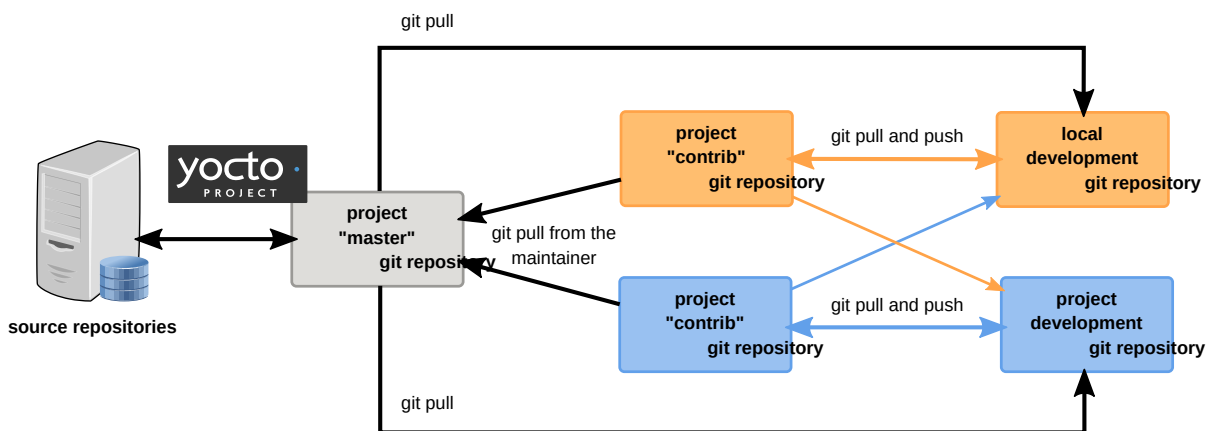 git pull
yocto
PROJECT
source repositories
project
"master"
git repository
git pull from the
maintainer
project
"contrib"
git repository
git pull and push
local
development
git repository
project
"contrib"
git repository
git pull and push
project
development
git repository
git pull